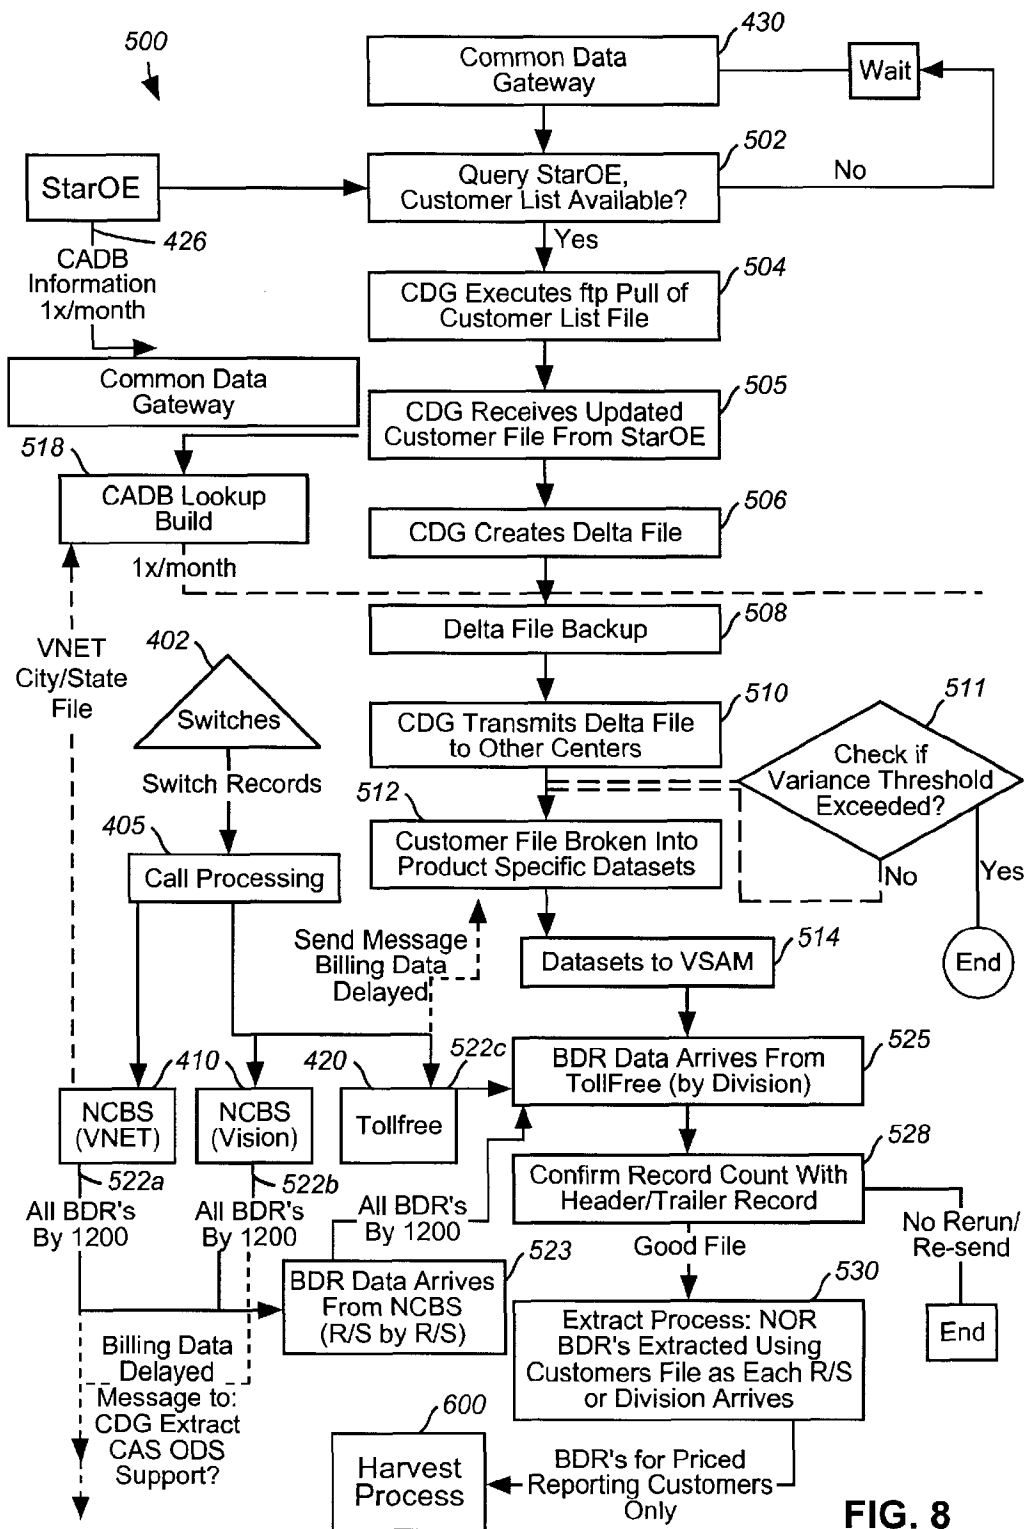 500
430
Common Data
Gateway
Wait
502
StarOE
Query StarOE,
Customer List Available?
No
426
Yes
CADB
Information
1x/month
504
CDG Executes ftp Pull of
Customer List File
Common Data
Gateway
505
CDG Receives Updated
Customer File From StarOE
518
CADB Lookup
Build
1x/month
506
CDG Creates Delta File
508
Delta File Backup
VNET
City/State
File
402
Switches
Switch Records
510
CDG Transmits Delta File
to Other Centers
511
Check if
Variance Threshold
Exceeded?
No
Yes
End
512
Customer File Broken Into
Product Specific Datasets
405
Call Processing
Send Message
Billing Data
Delayed
514
Datasets to VSAM
410
410
420
522c
NCBS
(VNET)
NCBS
(Vision)
Tollfree
525
BDR Data Arrives From
TollFree (by Division)
522a
522b
All BDR's
By 1200
All BDR's
By 1200
All BDR's
By 1200
528
Confirm Record Count With
Header/Trailer Record
No Rerun/
Re-send
End
Good File
523
BDR Data Arrives
From NCBS
(R/S by R/S)
530
Extract Process: NOR
BDR's Extracted Using
Customers File as Each R/S
or Division Arrives
Billing Data
Delayed
Message to:
CDG Extract
CAS ODS
Support?
600
Harvest
Process
BDR's for Priced
Reporting Customers
Only
FIG. 8